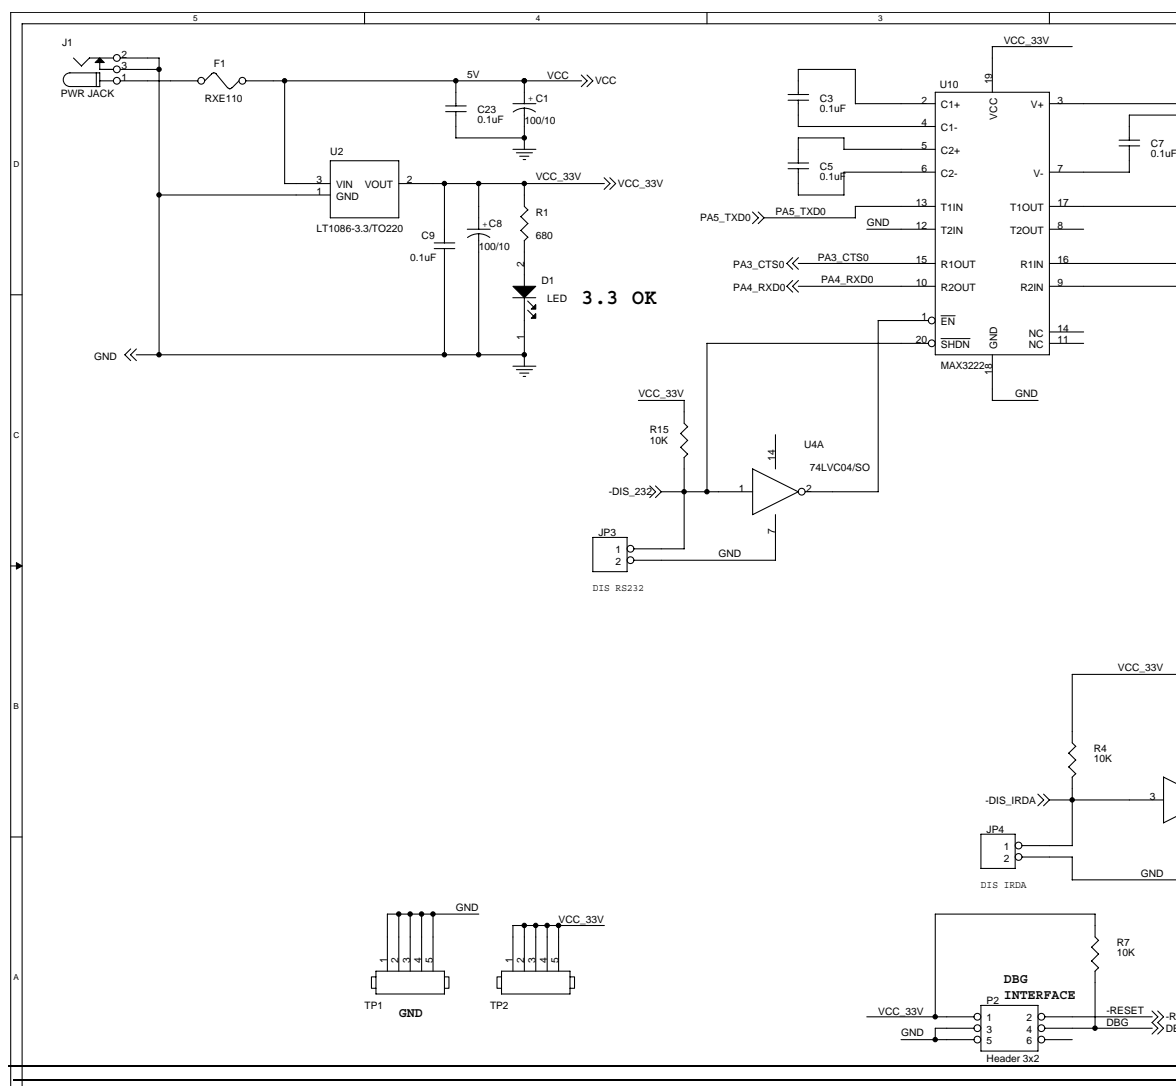 5 4 3
J1
2
3
1
PWR JACK
F1
RXE110
5V VCC VCC
C23
0.1uF
+ C1
100/10
U2
3 VIN VOUT 2
1 GND
LT1086-3.3/TO220
VCC_33V VCC_33V
C9
0.1uF
+ C8
100/10
R1
680
2
D1
LED
1
3.3 OK
GND
D
C
B
A
VCC_33V
U10
19
VCC
C3
0.1uF
C5
0.1uF
2 C1+ V+ 3
4 C1-
5 C2+
6 C2- V- 7
C7
0.1uF
PA5_TXD0 PA5_TXD0 13 T1IN T1OUT 17
GND 12 T2IN T2OUT 8
PA3_CTS0 PA3_CTS0 15 R1OUT R1IN 16
PA4_RXD0 PA4_RXD0 10 R2OUT R2IN 9
1 EN
20 SHDN
GND
NC 14
NC 11
MAX3222
18
GND
VCC_33V
R15
10K
U4A
14
74LVC04/SO
-DIS_232 1 2
7
JP3
1
2
GND
DIS RS232
VCC_33V
R4
10K
-DIS_IRDA 3
JP4
1
2
GND
DIS IRDA
GND
1 2 3 4 5
TP1
GND
VCC_33V
1 2 3 4 5
TP2
R7
10K
DBG
INTERFACE
P2
VCC_33V 1 2 -RESET -R
3 4 DBG DB
GND 5 6
Header 3x2